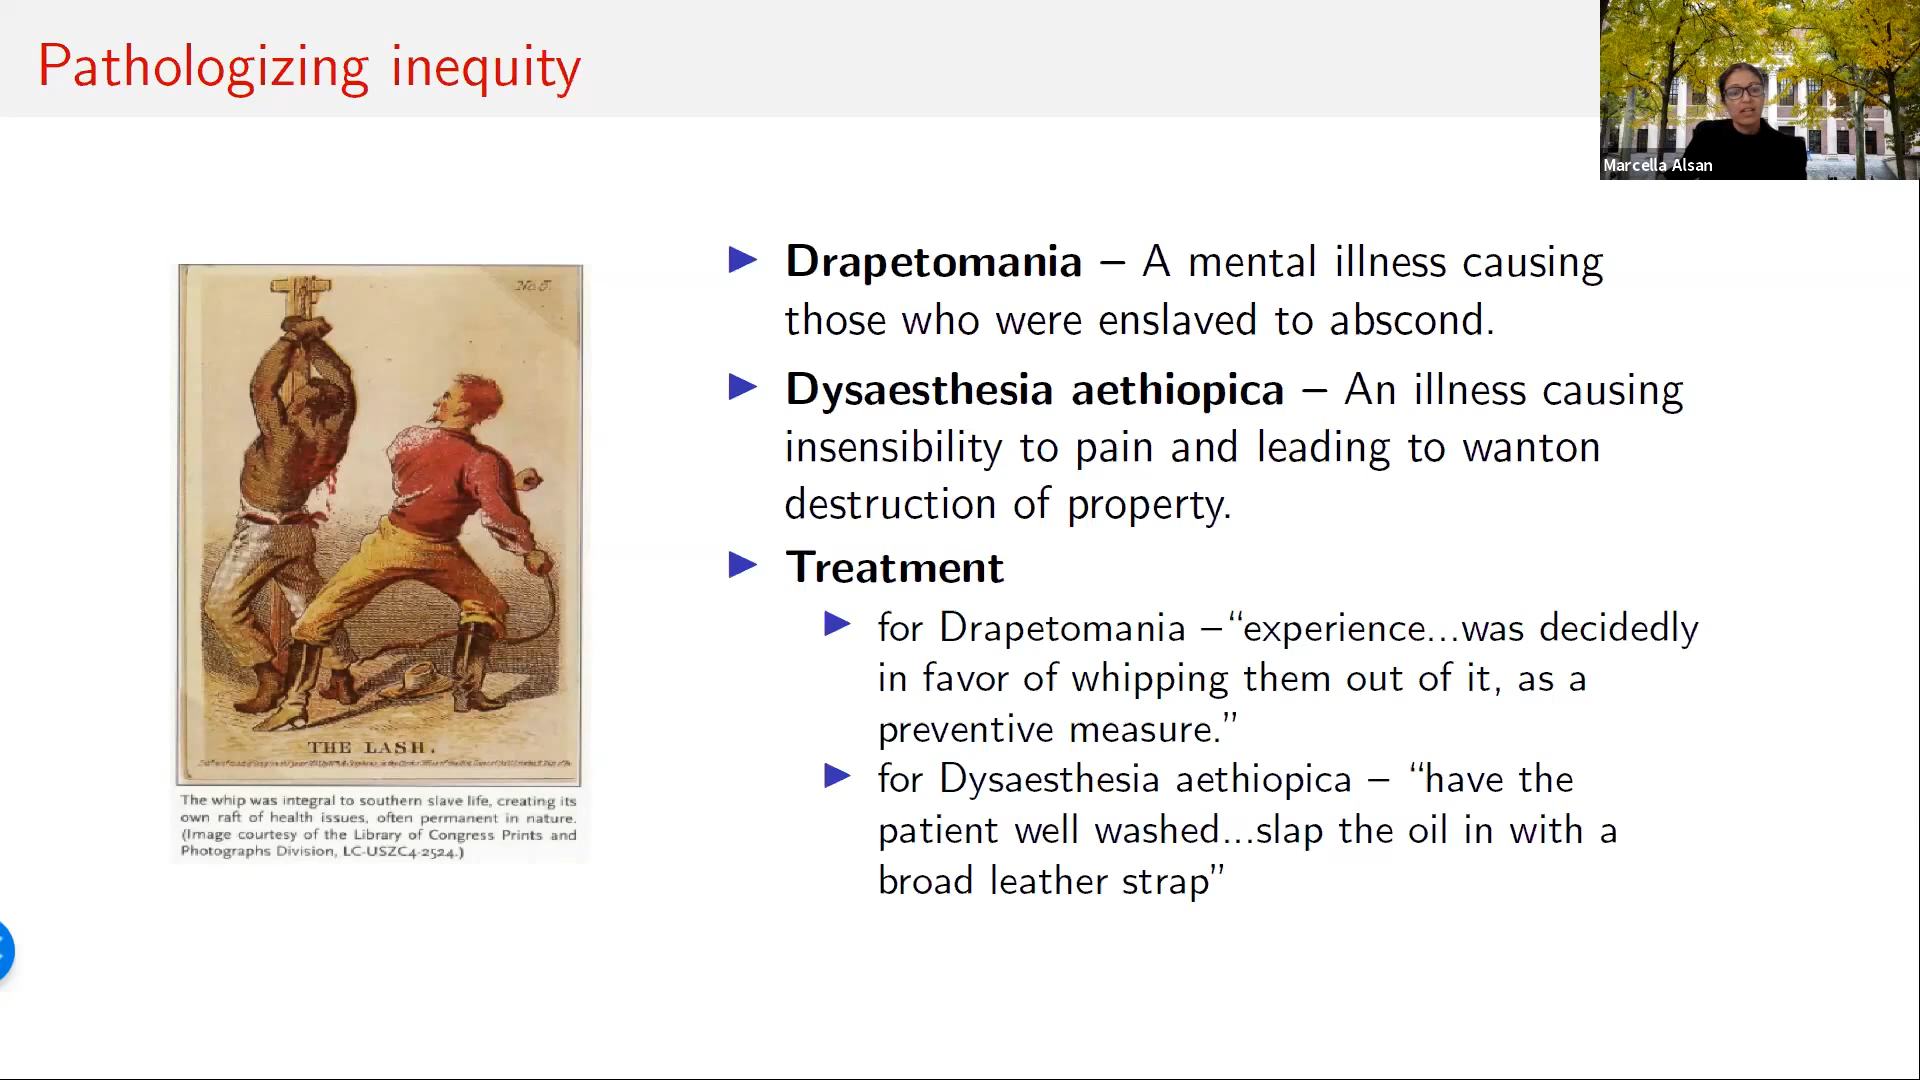 Pathologizing inequity
Marcella Alsan
No. 5.
THE LASH.
The whip was integral to southern slave life, creating its
own raft of health issues, often permanent in nature.
(Image courtesy of the Library of Congress Prints and
Photographs Division, LC-USZC4-2524.)
Drapetomania – A mental illness causing
those who were enslaved to abscond.
Dysaesthesia aethiopica – An illness causing
insensibility to pain and leading to wanton
destruction of property.
Treatment
for Drapetomania –“experience...was decidedly
in favor of whipping them out of it, as a
preventive measure.”
for Dysaesthesia aethiopica – “have the
patient well washed...slap the oil in with a
broad leather strap”